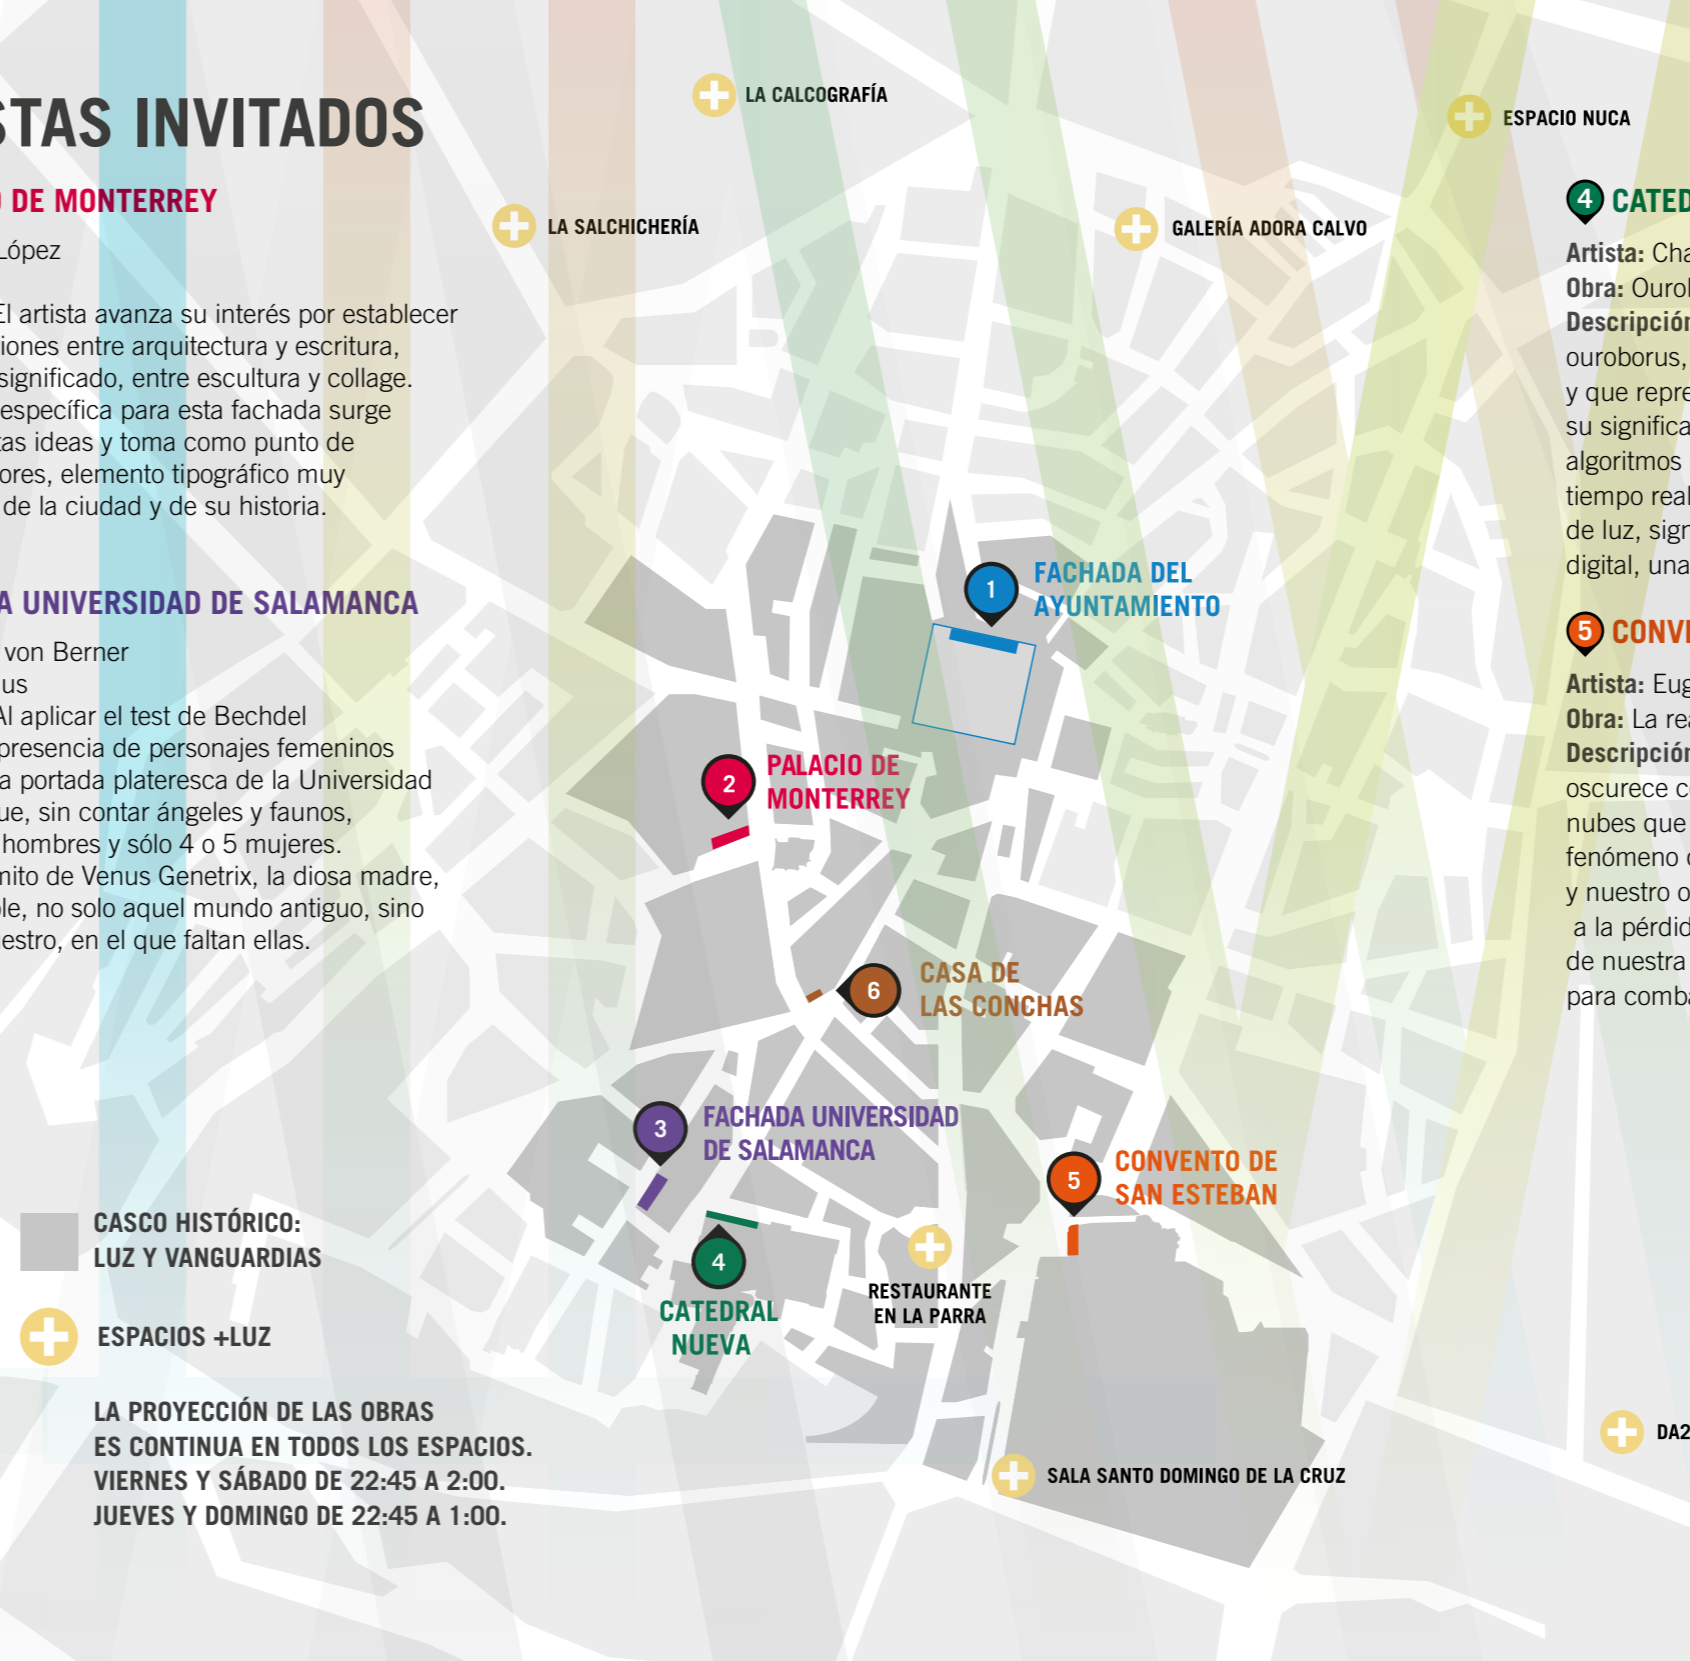 STAS INVITADOS
O DE MONTERREY
López
El artista avanza su interés por establecer
iones entre arquitectura y escritura,
significado, entre escultura y collage.
específica para esta fachada surge
tas ideas y toma como punto de
ores, elemento tipográfico muy
de la ciudad y de su historia.
A UNIVERSIDAD DE SALAMANCA
von Berner
us
Al aplicar el test de Bechdel
presencia de personajes femeninos
a portada plateresca de la Universidad
ue, sin contar ángeles y faunos,
hombres y sólo 4 o 5 mujeres.
mito de Venus Genetrix, la diosa madre,
ble, no solo aquel mundo antiguo, sino
estro, en el que faltan ellas.
CASCO HISTÓRICO:
LUZ Y VANGUARDIAS
ESPACIOS +LUZ
LA PROYECCIÓN DE LAS OBRAS
ES CONTINUA EN TODOS LOS ESPACIOS.
VIERNES Y SÁBADO DE 22:45 A 2:00.
JUEVES Y DOMINGO DE 22:45 A 1:00.
LA CALCOGRAFÍA
LA SALCHICHERÍA
GALERÍA ADORA CALVO
ESPACIO NUCA
1
FACHADA DEL
AYUNTAMIENTO
2
PALACIO DE
MONTERREY
6
CASA DE
LAS CONCHAS
3
FACHADA UNIVERSIDAD
DE SALAMANCA
5
CONVENTO DE
SAN ESTEBAN
4
CATEDRAL
NUEVA
RESTAURANTE
EN LA PARRA
SALA SANTO DOMINGO DE LA CRUZ
DA2
4 CATED
Artista: Cha
Obra: Ourob
Descripción
ouroborus,
y que repre
su significa
algoritmos
tiempo real
de luz, sign
digital, una
5 CONVE
Artista: Eug
Obra: La rea
Descripción
oscurece co
nubes que
fenómeno
y nuestro o
a la pérdid
de nuestra
para comba